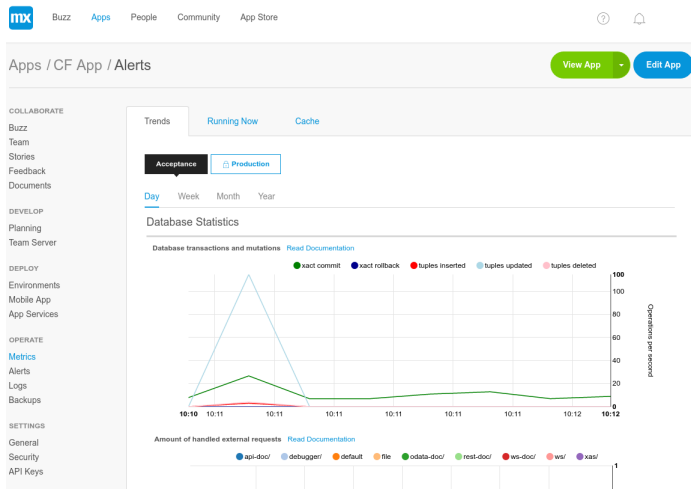 mx Buzz Apps People Community App Store ?
Apps / CF App / Alerts
View App
Edit App
COLLABORATE
Buzz
Team
Stories
Feedback
Documents
DEVELOP
Planning
Team Server
DEPLOY
Environments
Mobile App
App Services
OPERATE
Metrics
Alerts
Logs
Backups
SETTINGS
General
Security
API Keys
Trends Running Now Cache
Acceptance Production
Day Week Month Year
Database Statistics
Database transactions and mutations Read Documentation
xact commit xact rollback tuples inserted tuples updated tuples deleted
100
100
80
60
40
20
0
Operations per second
10:10 10:11 10:11 10:11 10:11 10:11 10:11 10:12 10:12
Amount of handled external requests Read Documentation
api-doc/ debugger/ default file odata-doc/ rest-doc/ ws-doc/ ws/ xas/
1